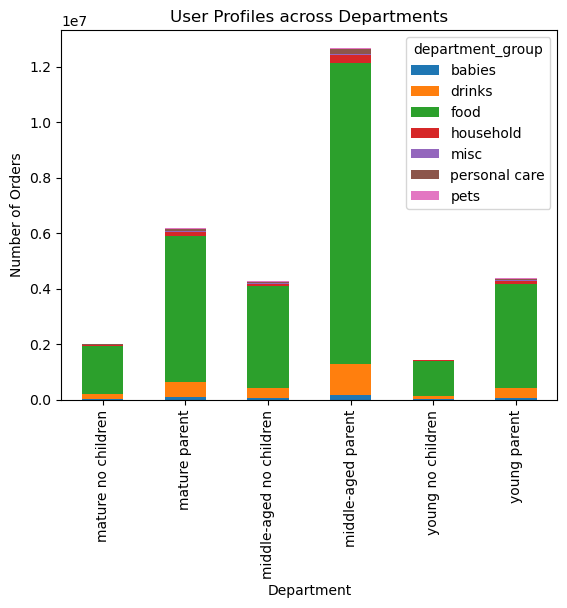 User Profiles across Departments
1e7
department_group
babies
drinks
food
household
misc
personal care
pets
1.2
1.0
0.8
0.6
0.4
0.2
0.0
Number of Orders
mature no children
mature parent
middle-aged no children
middle-aged parent
young no children
young parent
Department